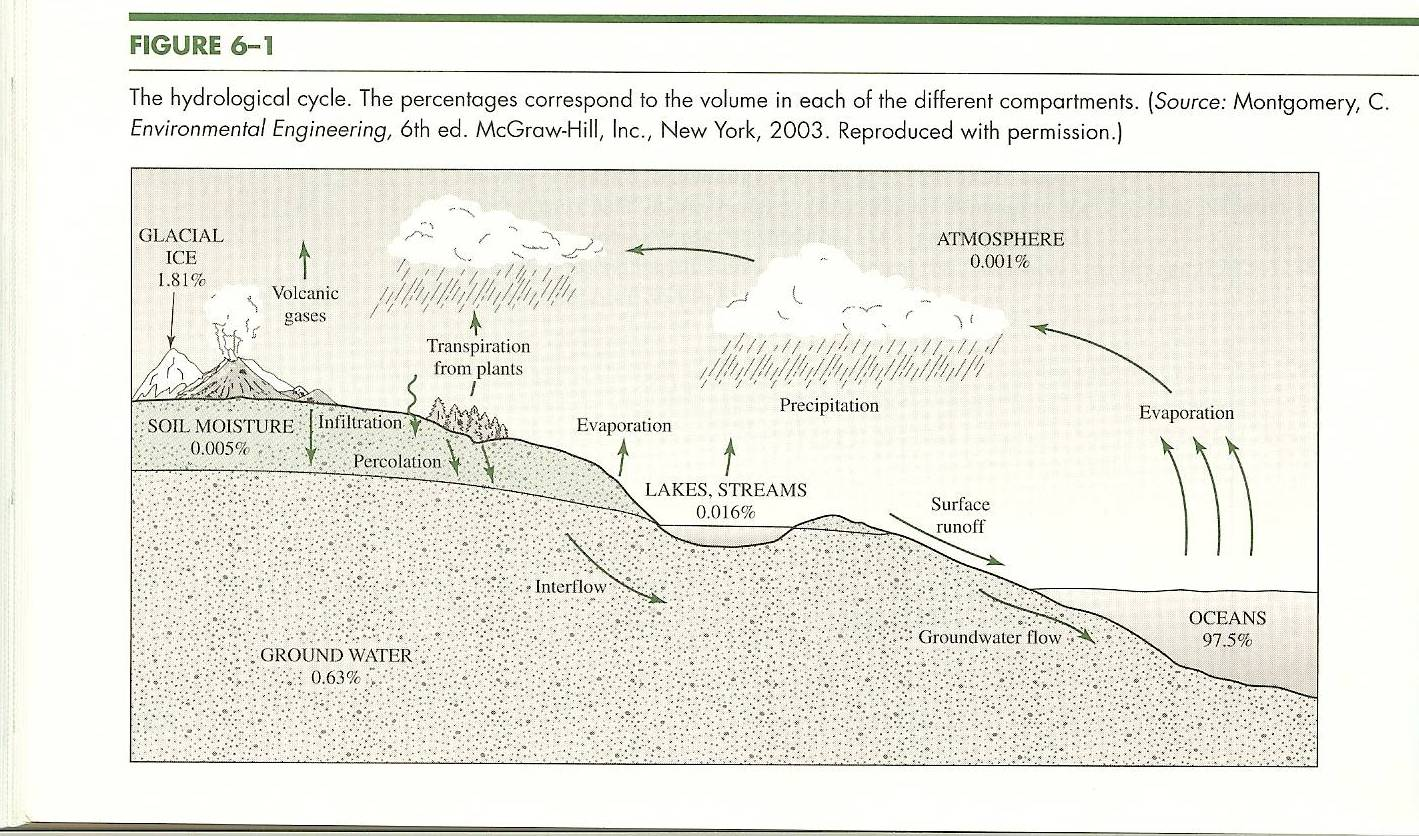 FIGURE 6–1
The hydrological cycle. The percentages correspond to the volume in each of the different compartments. (Source: Montgomery, C.
Environmental Engineering, 6th ed. McGraw-Hill, Inc., New York, 2003. Reproduced with permission.)
GLACIAL
ICE
1.81%
Volcanic
gases
ATMOSPHERE
0.001%
Transpiration
from plants
Precipitation
Evaporation
SOIL MOISTURE
0.005%
Infiltration
Percolation
Evaporation
LAKES, STREAMS
0.016%
Surface
runoff
Interflow
Groundwater flow
OCEANS
97.5%
GROUND WATER
0.63%